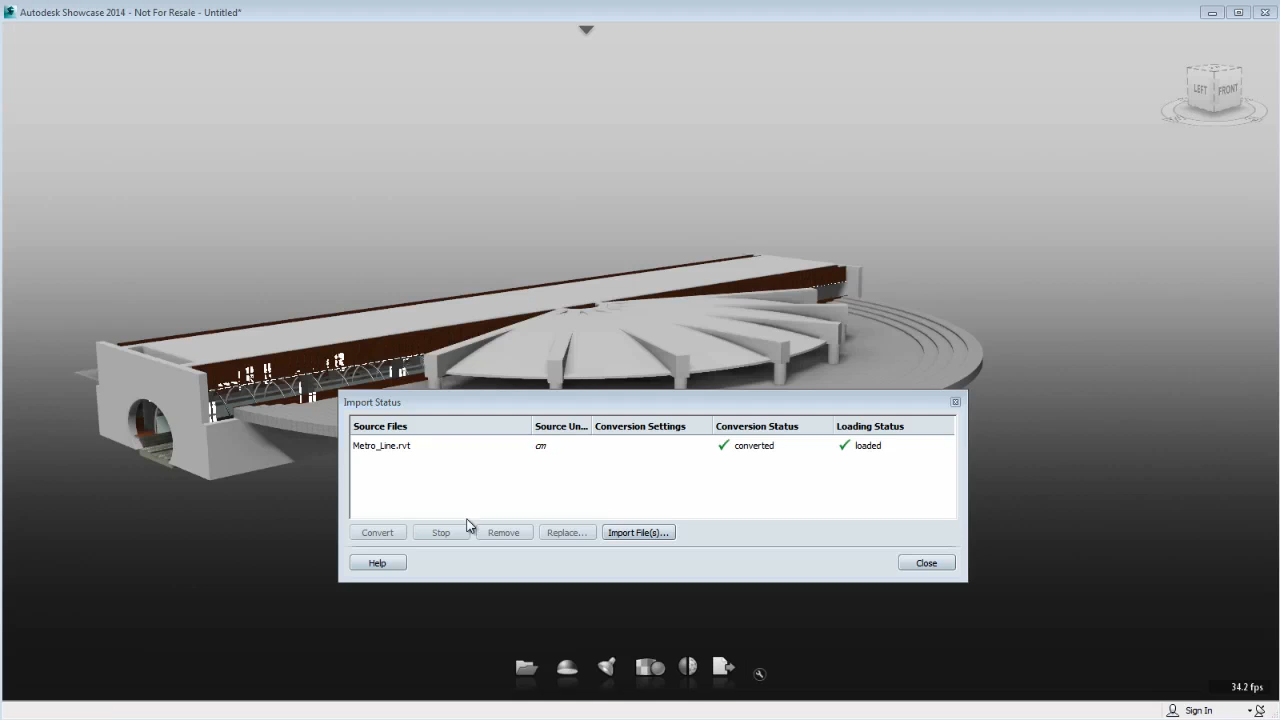 Autodesk Showcase 2014 - Not For Resale - Untitled*
LEFT FRONT
Import Status
Source Files Source Un... Conversion Settings Conversion Status Loading Status
Metro_Line.rvt cm converted loaded
Convert Stop Remove Replace... Import File(s)...
Help Close
34.2 fps
Sign In